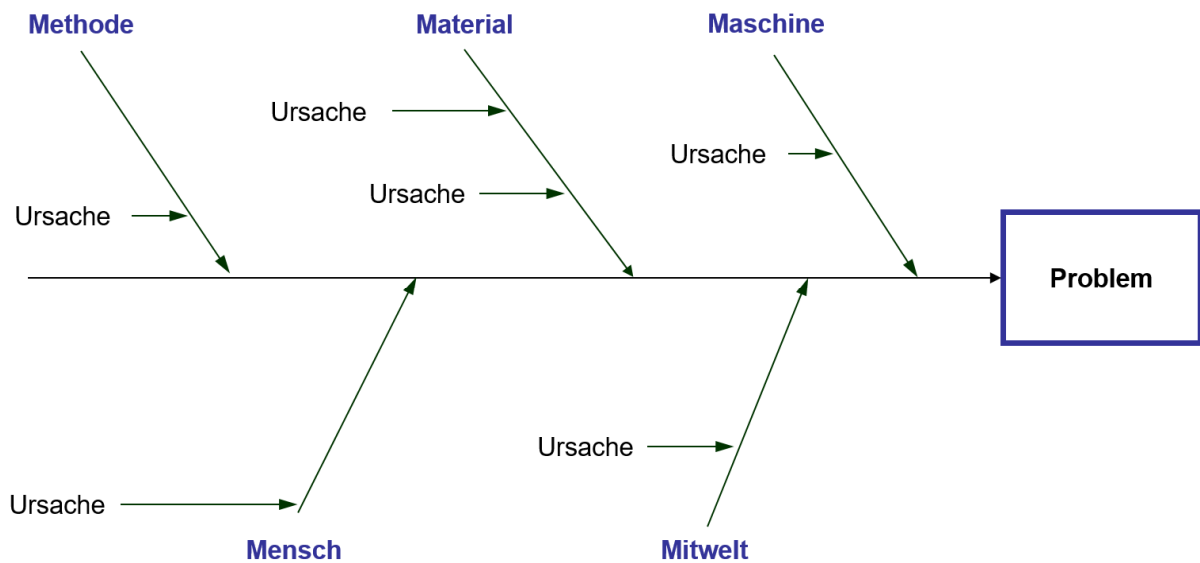 Methode
Material
Maschine
Ursache
Ursache
Ursache
Ursache
Problem
Ursache
Ursache
Mensch
Mitwelt